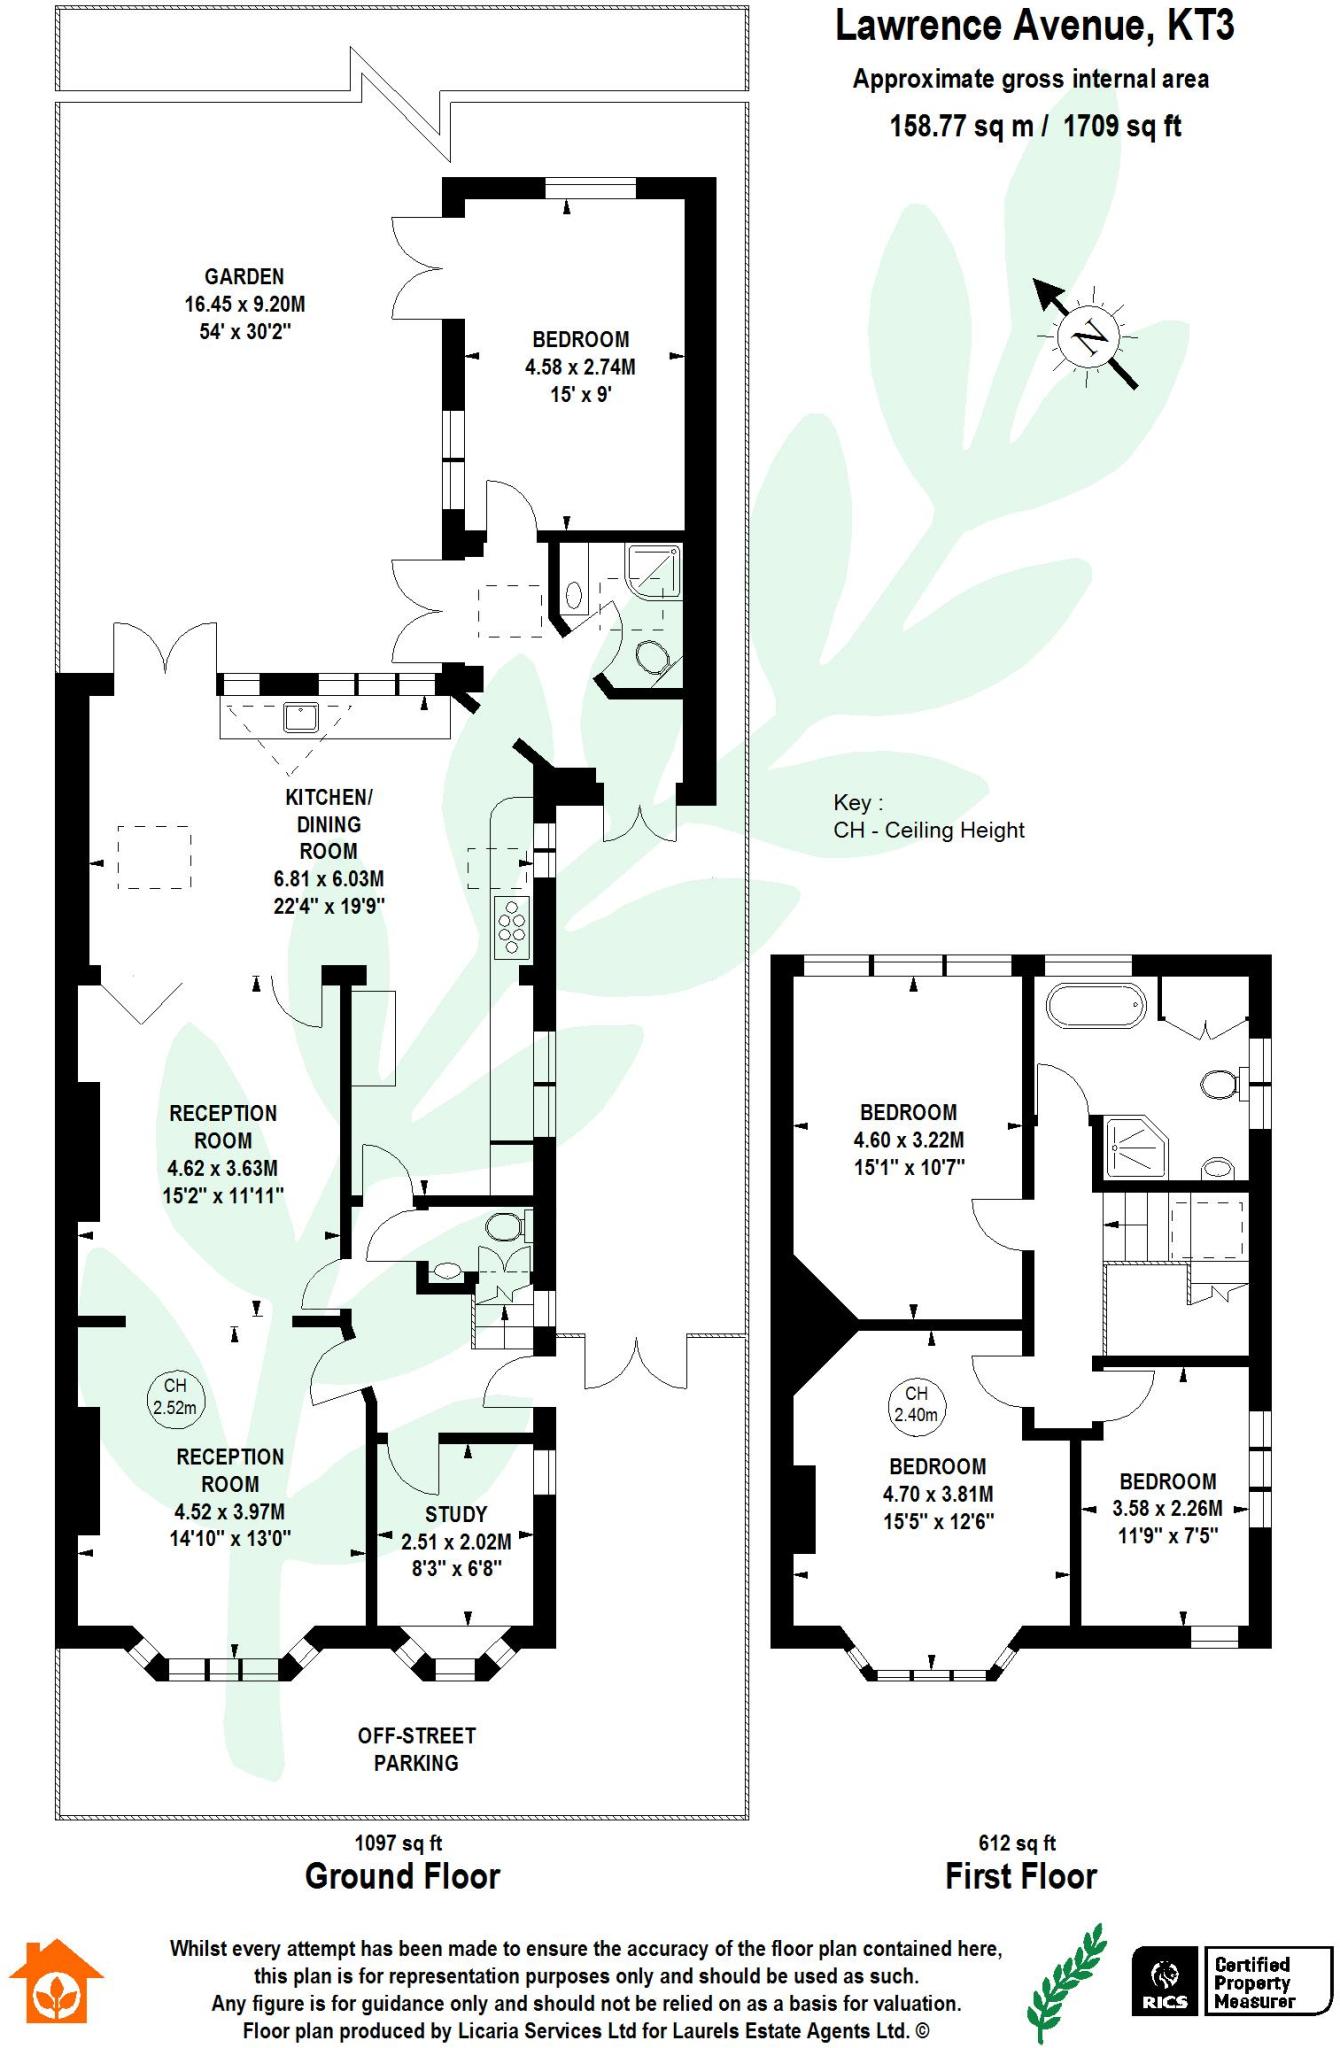 Lawrence Avenue, KT3
Approximate gross internal area
158.77 sq m / 1709 sq ft
GARDEN
16.45 x 9.20M
54' x 30'2"
BEDROOM
4.58 x 2.74M
15' x 9'
N
KITCHEN/
DINING
ROOM
6.81 x 6.03M
22'4" x 19'9"
Key :
CH - Ceiling Height
RECEPTION
ROOM
4.62 x 3.63M
15'2" x 11'11"
BEDROOM
4.60 x 3.22M
15'1" x 10'7"
CH
2.52m
RECEPTION
ROOM
4.52 x 3.97M
14'10" x 13'0"
STUDY
2.51 x 2.02M
8'3" x 6'8"
CH
2.40m
BEDROOM
4.70 x 3.81M
15'5" x 12'6"
BEDROOM
3.58 x 2.26M
11'9" x 7'5"
OFF-STREET
PARKING
1097 sq ft
Ground Floor
612 sq ft
First Floor
Whilst every attempt has been made to ensure the accuracy of the floor plan contained here,
this plan is for representation purposes only and should be used as such.
Any figure is for guidance only and should not be relied on as a basis for valuation.
Floor plan produced by Licaria Services Ltd for Laurels Estate Agents Ltd. ©
RICS
Certified
Property
Measurer